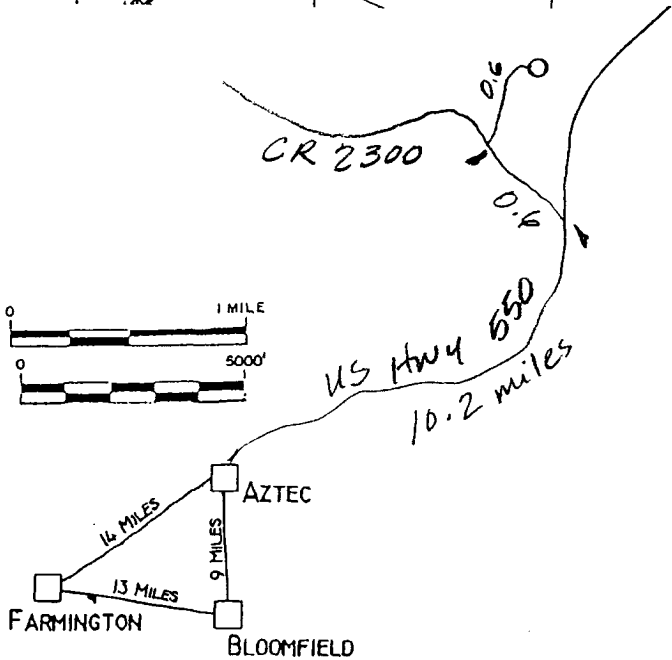 0.6
CR 2300
0.6
0 1 MILE
0 5000'
US HWY 550
10.2 miles
AZTEC
14 MILES
9 MILES
13 MILES
FARMINGTON
BLOOMFIELD